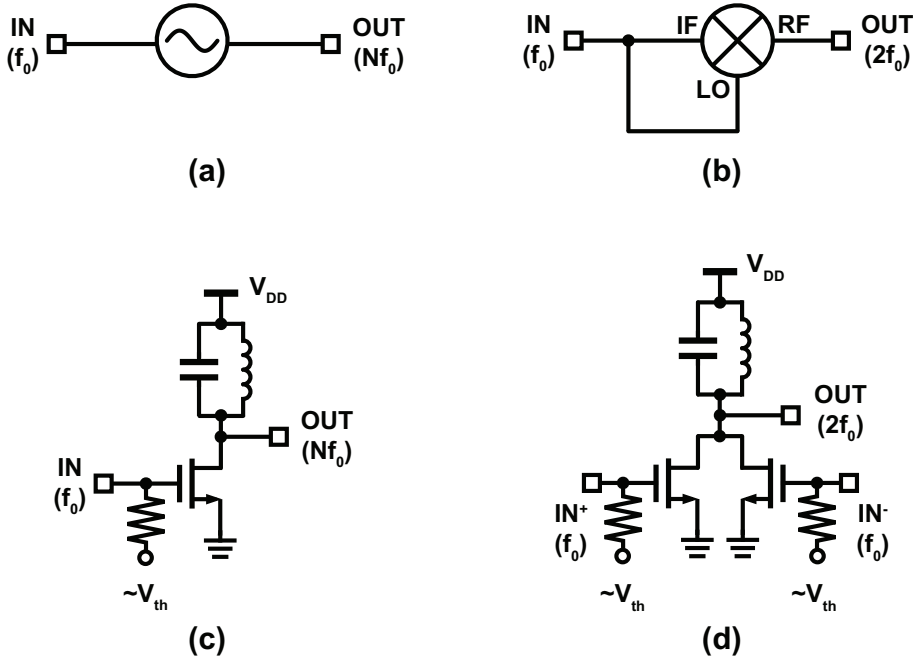 IN
(f0)
OUT
(Nf0)
(a)
IN
(f0)
IF
RF
LO
OUT
(2f0)
(b)
VDD
OUT
(Nf0)
IN
(f0)
~Vth
(c)
VDD
OUT
(2f0)
IN+
(f0)
IN-
(f0)
~Vth
~Vth
(d)